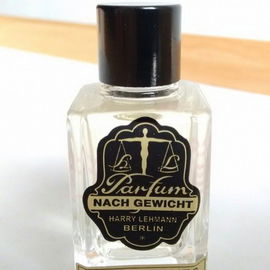 Parfum
NACH GEWICHT
HARRY LEHMANN
BERLIN